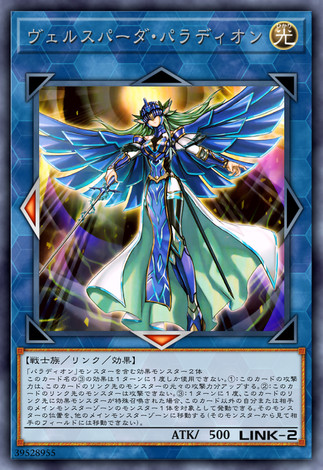 ヴェルスパーダ・パラディオン
光
【戦士族／リンク／効果】
「パラディオン」モンスターを含む効果モンスター２体
このカード名の③の効果は１ターンに１度しか使用できない。①：このカードの攻撃
力は、このカードのリンク先のモンスターの元々の攻撃力分アップする。②：この
カードのリンク先のモンスターは攻撃できない。③：１ターンに１度、このカードのリ
ンク先に効果モンスターが特殊召喚された場合、このカード以外の自分または相手
のメインモンスターゾーンのモンスター１体を対象として発動できる。そのモンス
ターの位置を、他のメインモンスターゾーンに移動する（そのモンスターから見て相
手のフィールドには移動できない）。
ATK/ 500 LINK-2
39528955